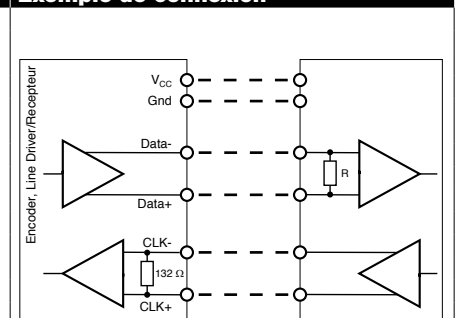 Exemple de connexion
Encoder, Line Driver/Recepteur
VCC
Gnd
Data-
Data+
R
CLK-
132 Ω
CLK+